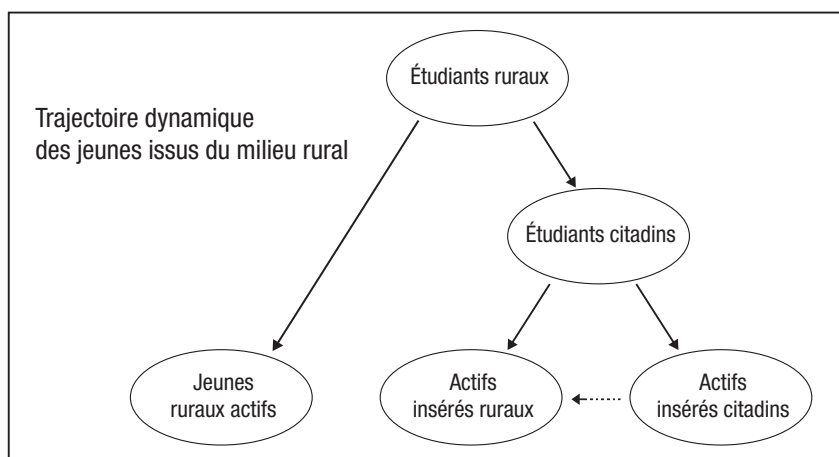 Étudiants ruraux
Trajectoire dynamique
des jeunes issus du milieu rural
Étudiants citadins
Jeunes
ruraux actifs
Actifs
insérés ruraux
Actifs
insérés citadins